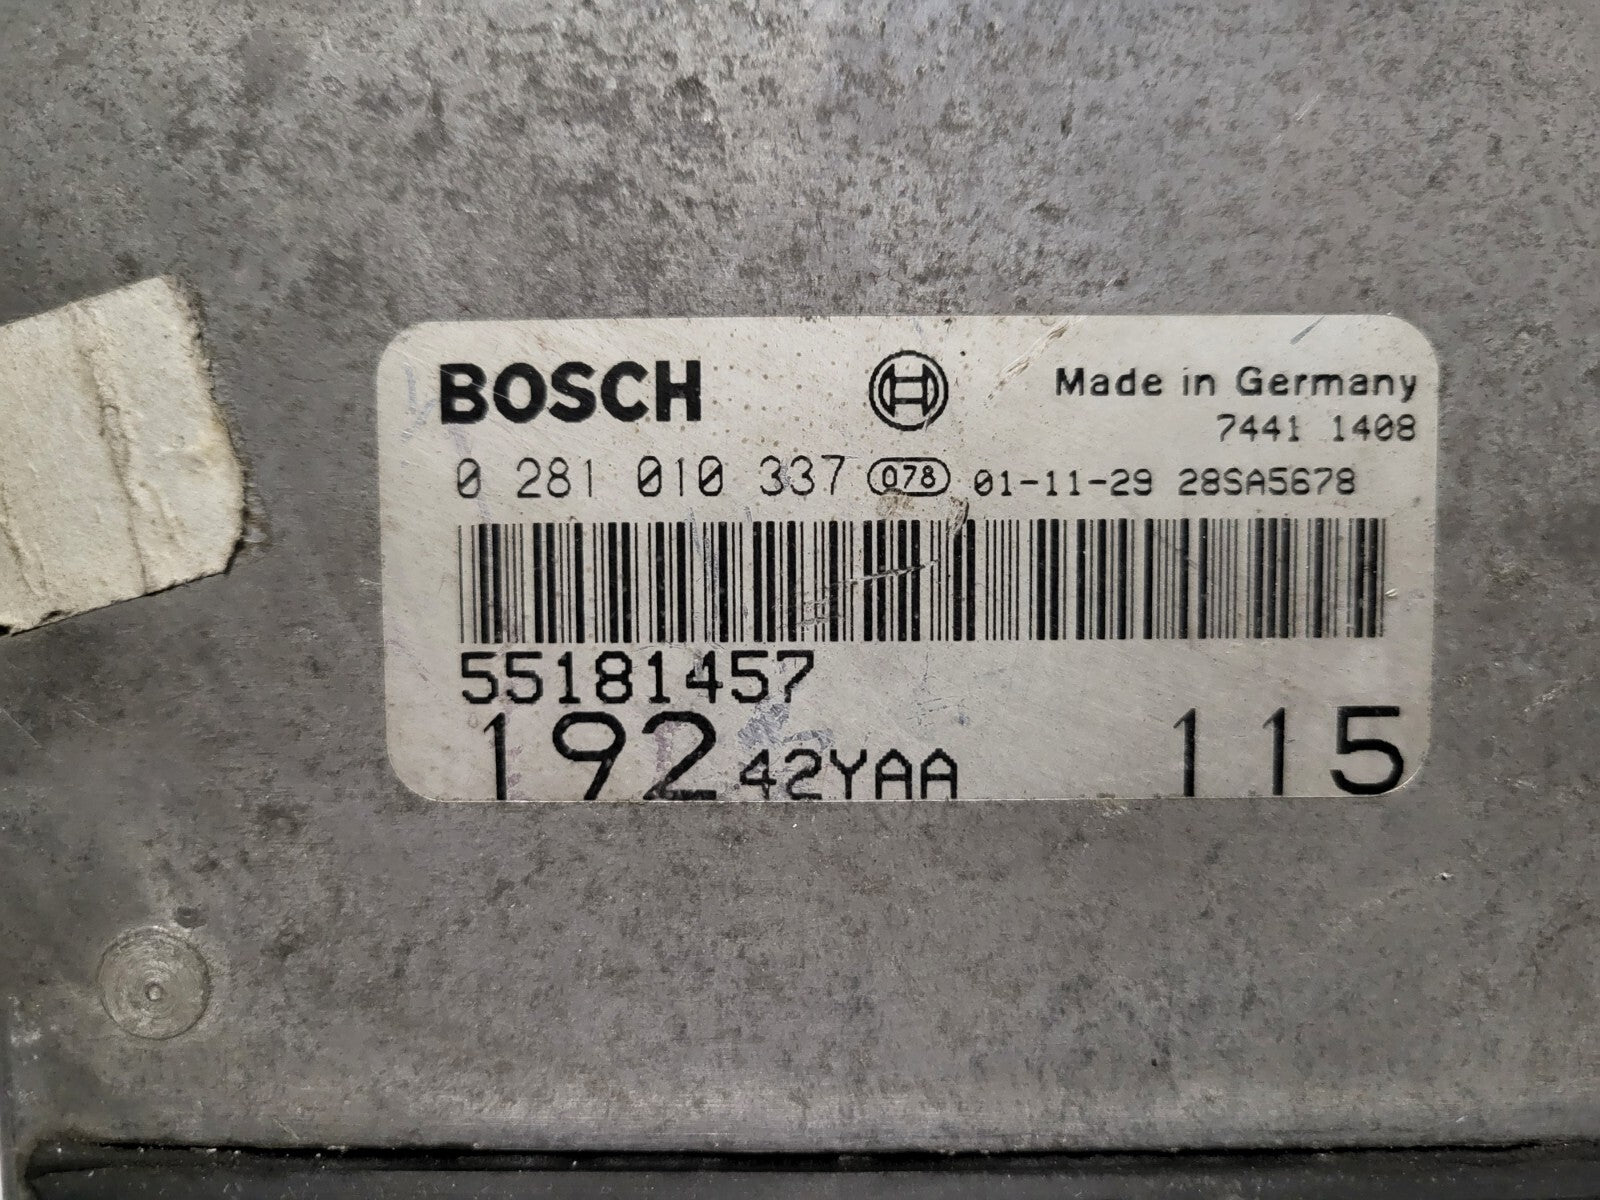 BOSCH Made in Germany
7441 1408
0 281 010 337 078 01-11-29 28SA5678
55181457
192 42YAA 115